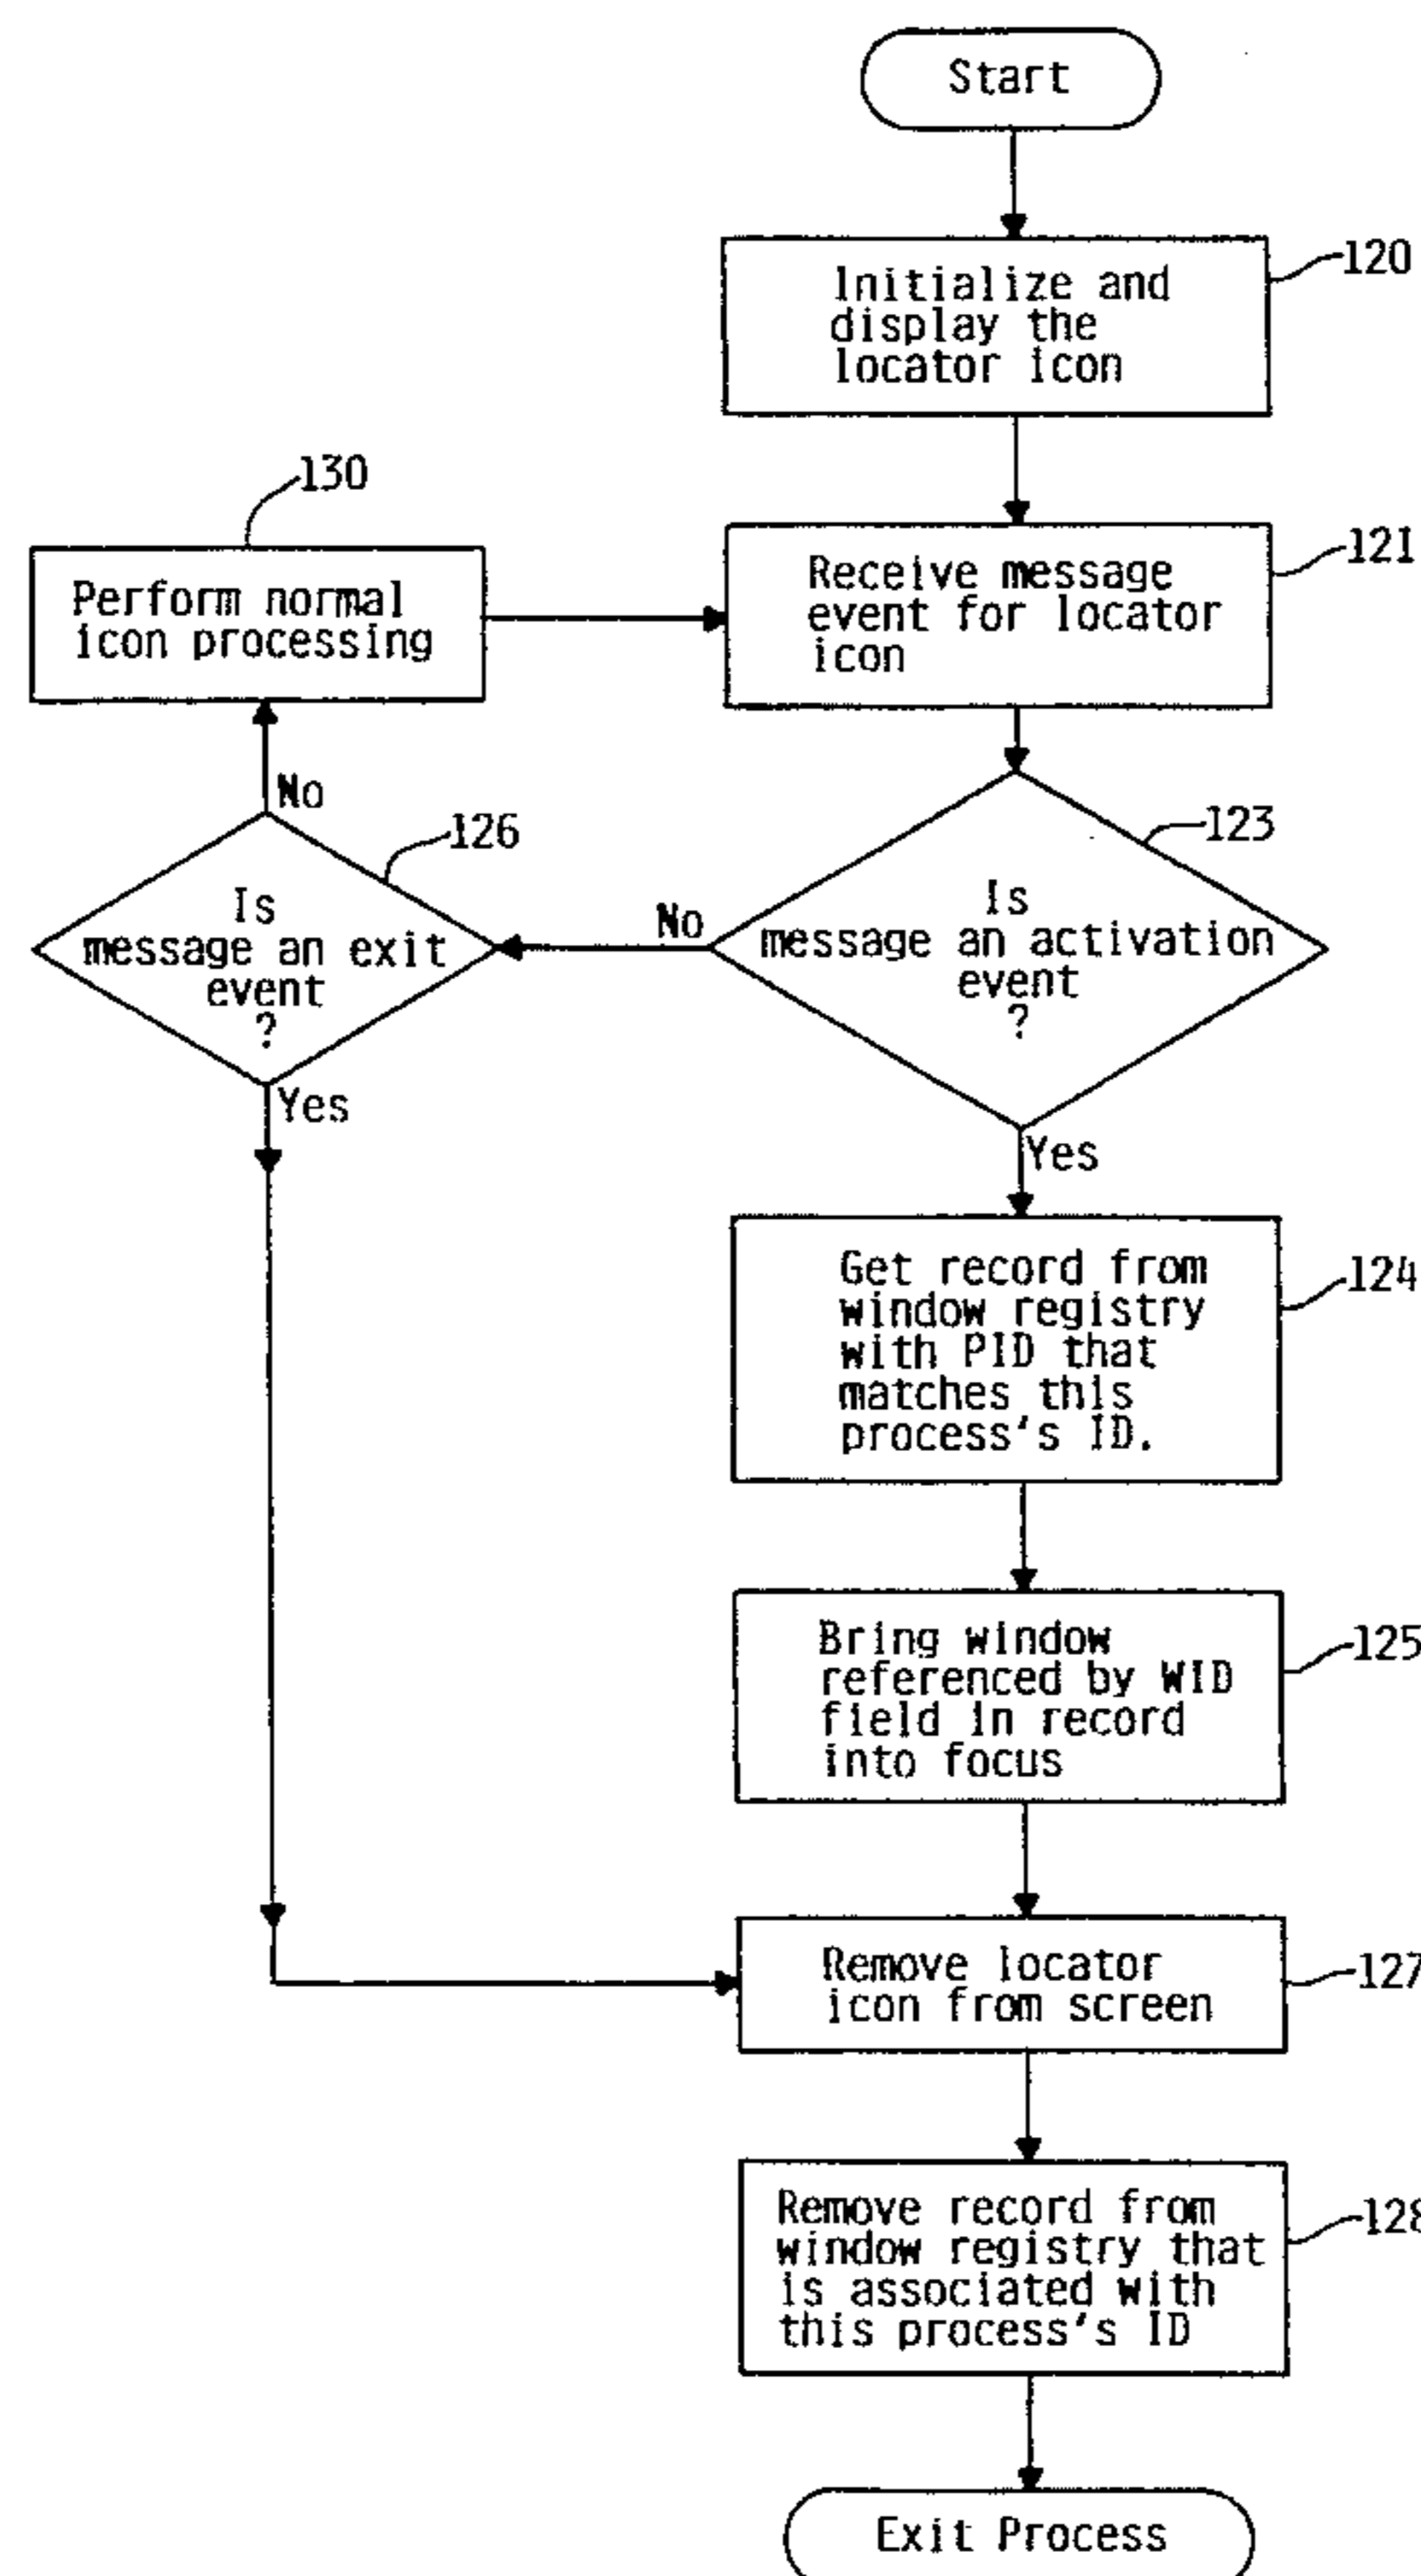 Start
120
Initialize and
display the
locator icon
130
121
Perform normal
icon processing
Receive message
event for locator
icon
No
126
123
Is
message an exit
event
?
No
Is
message an activation
event
?
Yes
Yes
124
Get record from
window registry
with PID that
matches this
process's ID.
125
Bring window
referenced by WID
field in record
into focus
127
Remove locator
icon from screen
128
Remove record from
window registry that
is associated with
this process's ID
Exit Process